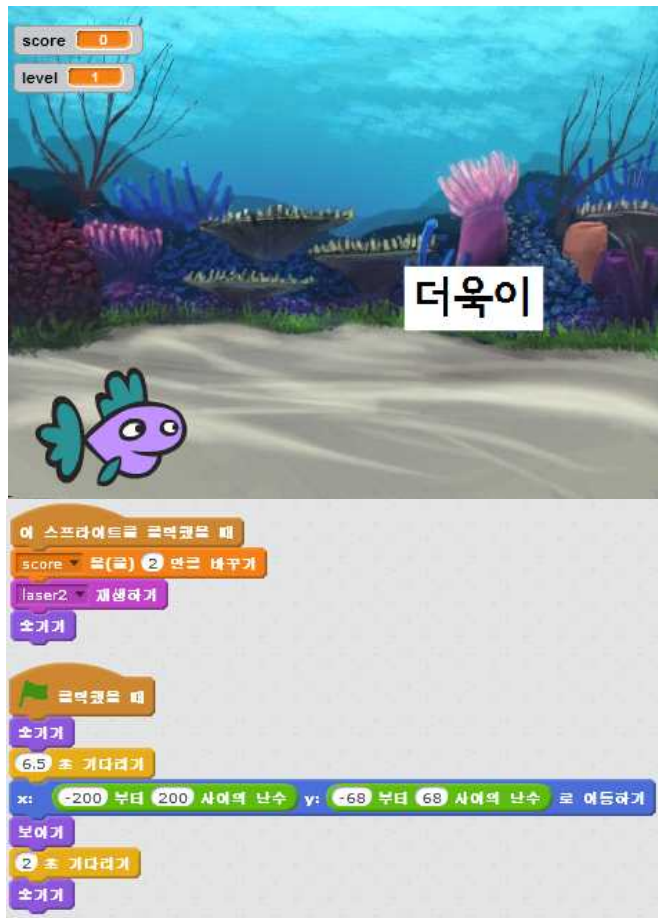 score 0
level 1
더욱이
이 스프라이트를 클릭했을 때
score 을(를) 2 만큼 바꾸기
laser2 재생하기
숨기기
클릭했을 때
숨기기
6.5 초 기다리기
x: -200 부터 200 사이의 난수 y: -68 부터 68 사이의 난수 로 이동하기
보이기
2 초 기다리기
숨기기